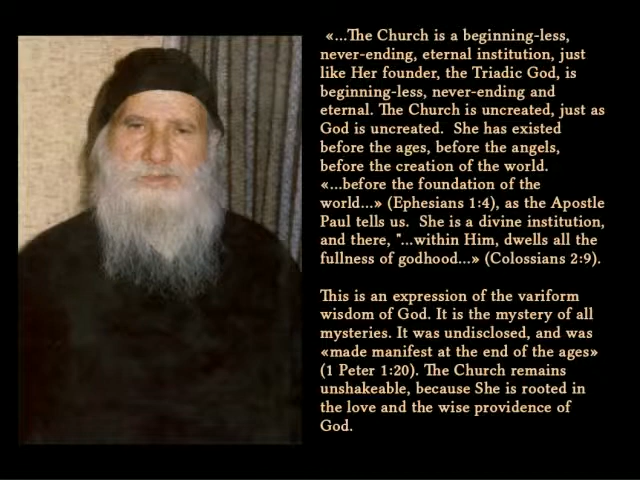 «...The Church is a beginning-less,
never-ending, eternal institution, just
like Her founder, the Triadic God, is
beginning-less, never-ending and
eternal. The Church is uncreated, just as
God is uncreated. She has existed
before the ages, before the angels,
before the creation of the world.
«...before the foundation of the
world...» (Ephesians 1:4), as the Apostle
Paul tells us. She is a divine institution,
and there, "...within Him, dwells all the
fullness of godhood...» (Colossians 2:9).
This is an expression of the variform
wisdom of God. It is the mystery of all
mysteries. It was undisclosed, and was
«made manifest at the end of the ages»
(1 Peter 1:20). The Church remains
unshakeable, because She is rooted in
the love and the wise providence of
God.